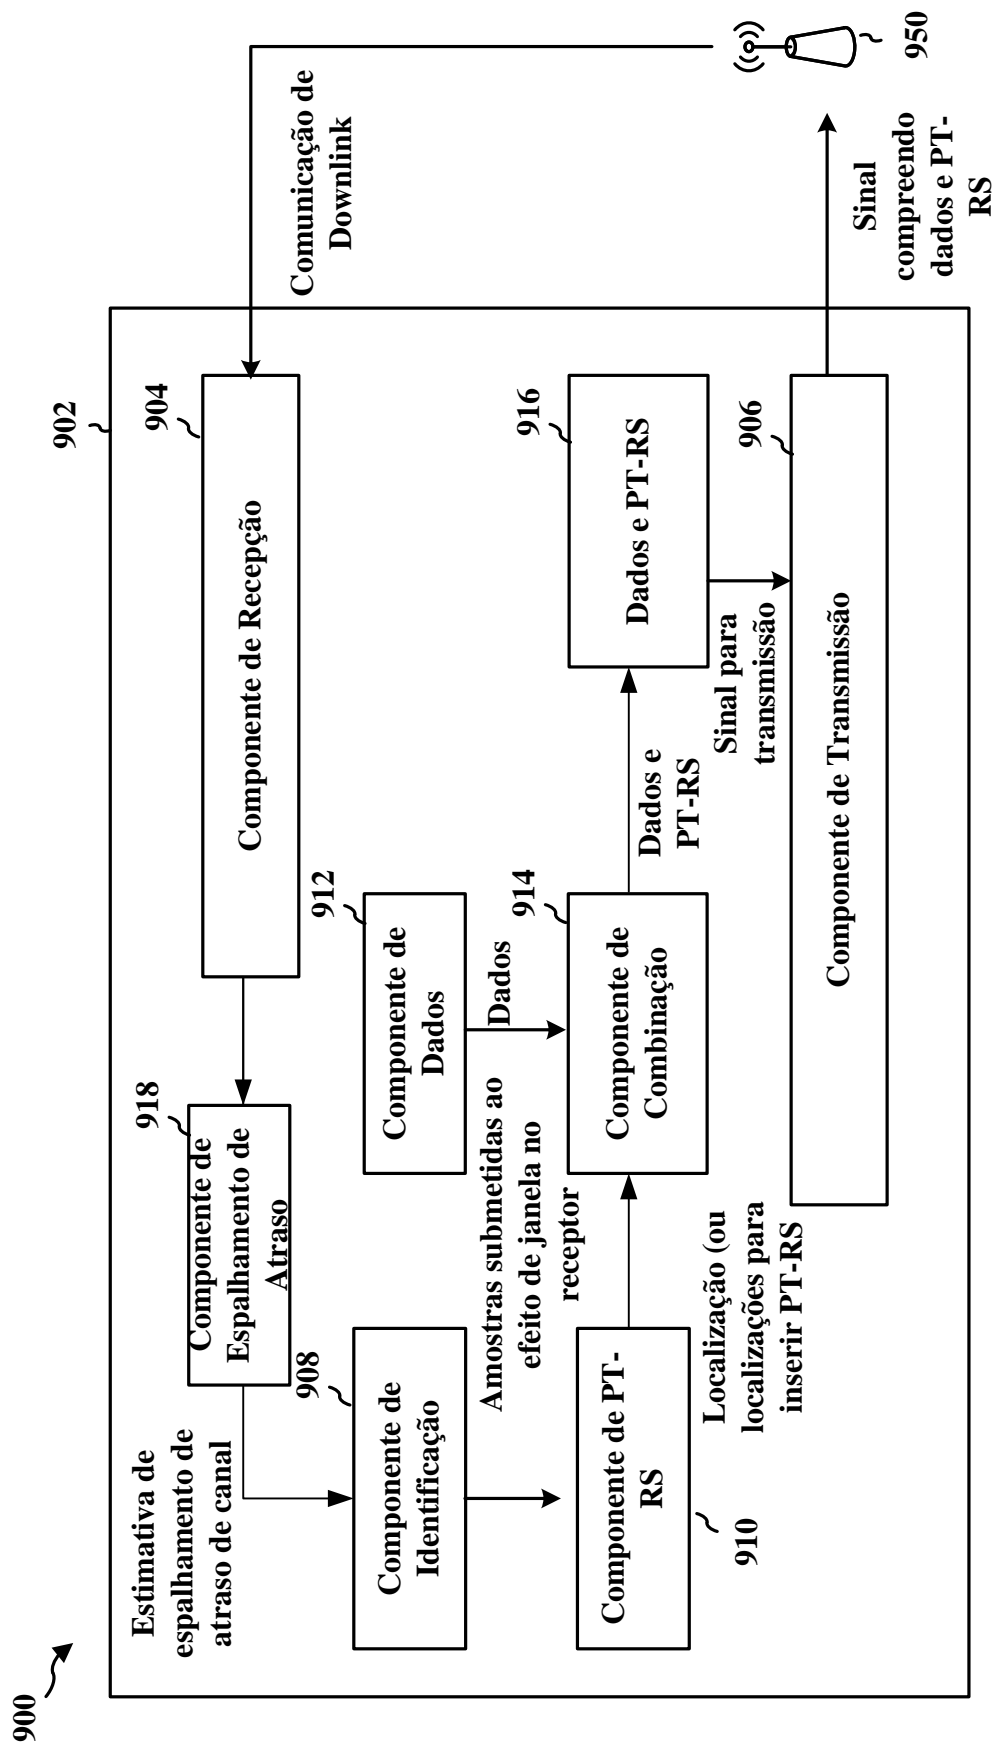 900
902
Comunicação de
Downlink
950
904
Componente de Recepção
918
Componente de
Espalhamento de
Atraso
Estimativa de
espalhamento de
atraso de canal
908
Componente de
Identificação
912
Componente de
Dados
Dados
Amostras submetidas ao
efeito de janela no
receptor
Componente de PT-
RS
910
914
Componente de
Combinação
Localização (ou
localizações para
inserir PT-RS
Dados e
PT-RS
916
Dados e PT-RS
Sinal para
transmissão
906
Componente de Transmissão
Sinal
compreendo
dados e PT-
RS